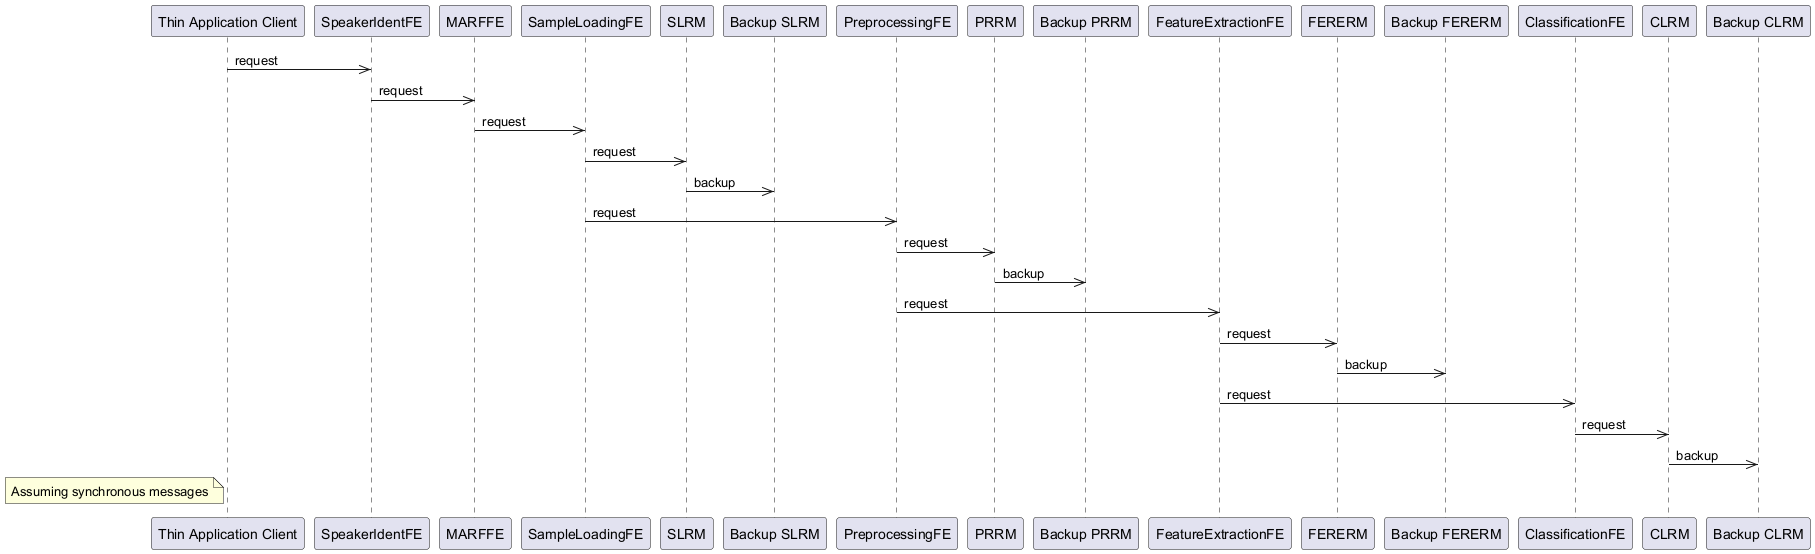 Thin Application Client
SpeakerIdentFE
MARFFE
SampleLoadingFE
SLRM
Backup SLRM
PreprocessingFE
PRRM
Backup PRRM
FeatureExtractionFE
FERERM
Backup FERERM
ClassificationFE
CLRM
Backup CLRM
request
request
request
request
backup
request
request
backup
request
request
backup
request
request
backup
Assuming synchronous messages
Thin Application Client
SpeakerIdentFE
MARFFE
SampleLoadingFE
SLRM
Backup SLRM
PreprocessingFE
PRRM
Backup PRRM
FeatureExtractionFE
FERERM
Backup FERERM
ClassificationFE
CLRM
Backup CLRM